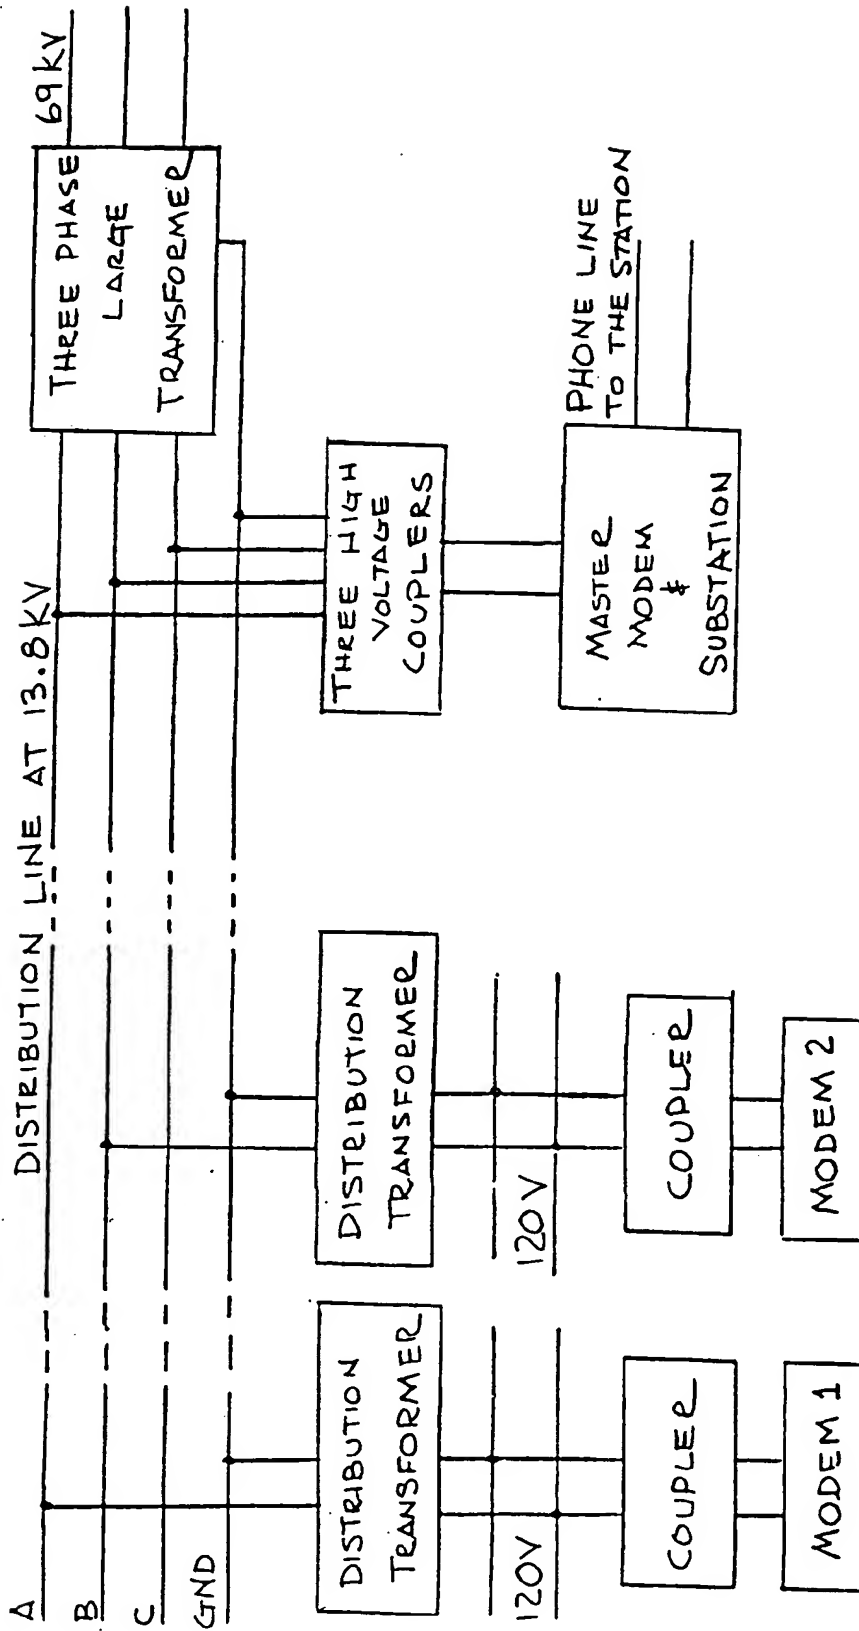 DISTRIBUTION LINE AT 13.8KV
69KV
A
B
C
GND
THREE PHASE
LARGE
TRANSFORMER
DISTRIBUTION
TRANSFORMER
DISTRIBUTION
TRANSFORMER
THREE HIGH
VOLTAGE
COUPLERS
120V
120V
PHONE LINE
TO THE STATION
COUPLER
COUPLER
MASTER
MODEM
&
SUBSTATION
MODEM 1
MODEM 2